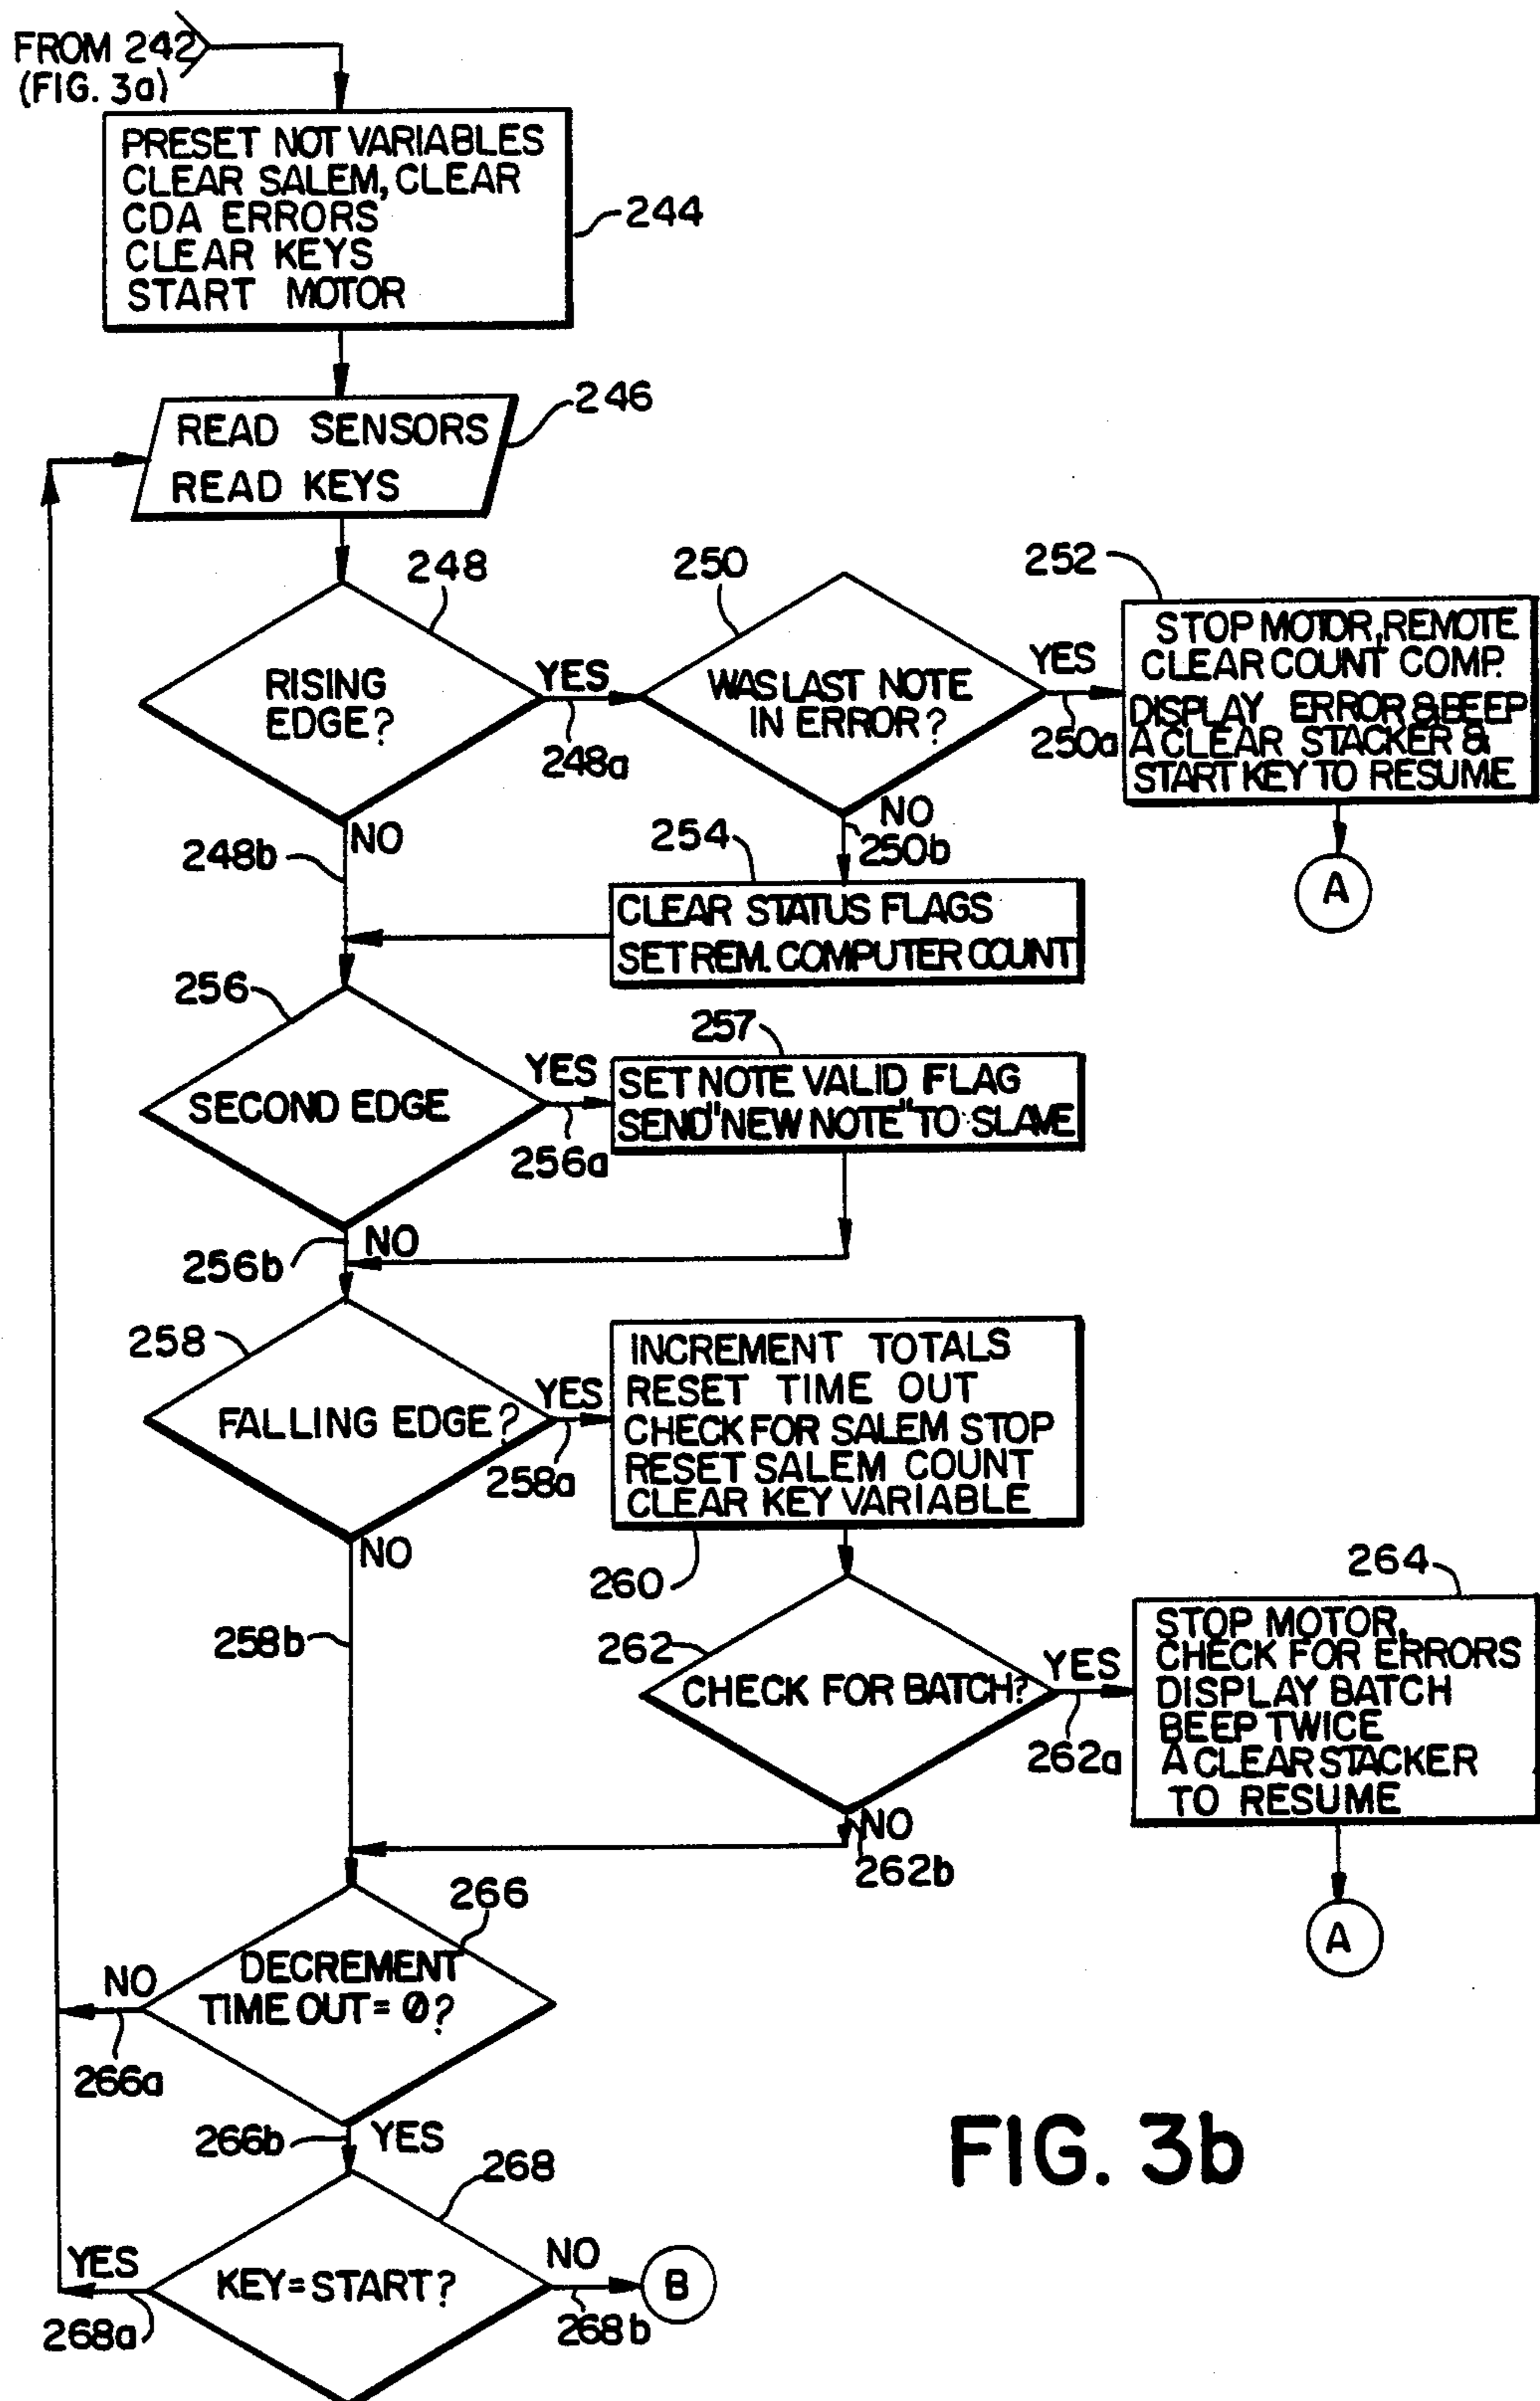 FROM 242
(FIG. 3a)
PRESET NOT VARIABLES
CLEAR SALEM, CLEAR
CDA ERRORS
CLEAR KEYS
START MOTOR
244
READ SENSORS
READ KEYS
246
248
RISING
EDGE?
YES
248a
NO
248b
250
WAS LAST NOTE
IN ERROR?
YES
250a
NO
250b
252
STOP MOTOR, REMOTE
CLEAR COUNT COMP.
DISPLAY ERROR & BEEP
A CLEAR STACKER &
START KEY TO RESUME
A
254
CLEAR STATUS FLAGS
SET REM. COMPUTER COUNT
256
SECOND EDGE
YES
256a
NO
256b
257
SET NOTE VALID FLAG
SEND "NEW NOTE" TO SLAVE
258
FALLING EDGE?
YES
258a
NO
258b
INCREMENT TOTALS
RESET TIME OUT
CHECK FOR SALEM STOP
RESET SALEM COUNT
CLEAR KEY VARIABLE
260
262
CHECK FOR BATCH?
YES
262a
NO
262b
264
STOP MOTOR,
CHECK FOR ERRORS
DISPLAY BATCH
BEEP TWICE
A CLEAR STACKER
TO RESUME
A
266
DECREMENT
TIME OUT = Ø?
NO
266a
YES
266b
268
KEY = START?
YES
268a
NO
268b
B
FIG. 3b